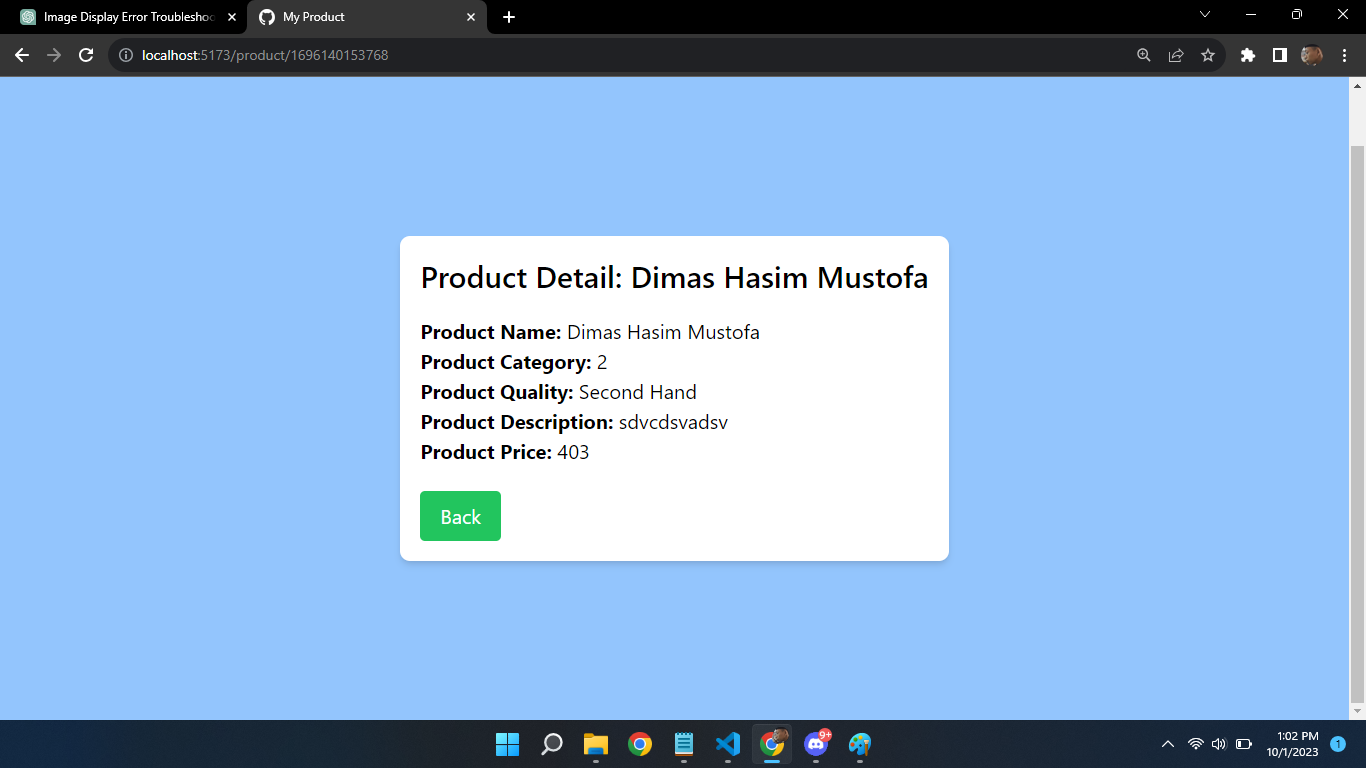 Image Display Error Troubleshoo
My Product
localhost:5173/product/1696140153768
Product Detail: Dimas Hasim Mustofa
Product Name: Dimas Hasim Mustofa
Product Category: 2
Product Quality: Second Hand
Product Description: sdvcdsvadsv
Product Price: 403
Back
9+
1:02 PM
10/1/2023
1